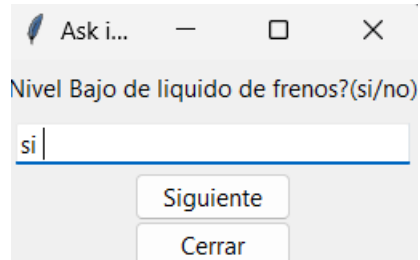 Ask i...
Nivel Bajo de liquido de frenos?(si/no)
si
Siguiente
Cerrar